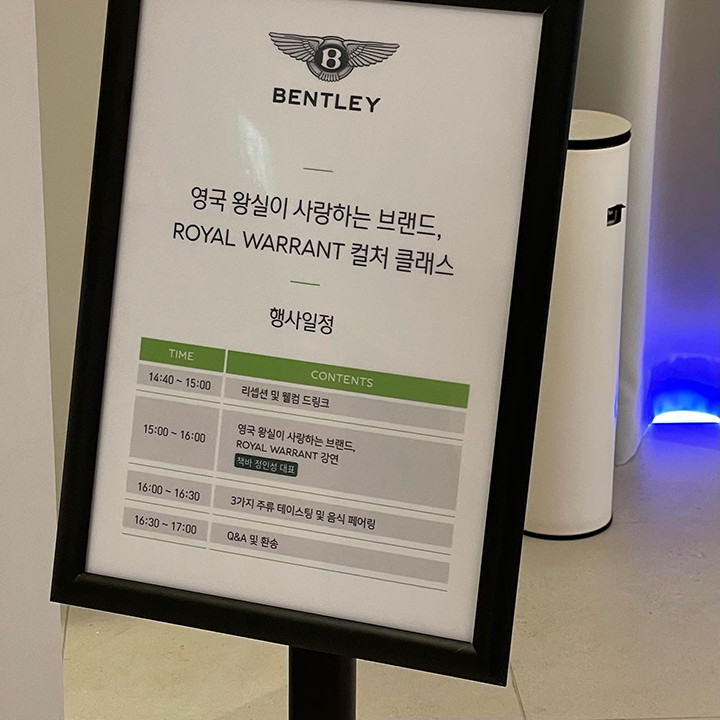 B
BENTLEY
영국 왕실이 사랑하는 브랜드,
ROYAL WARRANT 컬처 클래스
행사일정
TIME CONTENTS
14:40 ~ 15:00 리셉션 및 웰컴 드링크
15:00 ~ 16:00 영국 왕실이 사랑하는 브랜드,
ROYAL WARRANT 강연
책바 정인성 대표
16:00 ~ 16:30 3가지 주류 테이스팅 및 음식 페어링
16:30 ~ 17:00 Q&A 및 환송